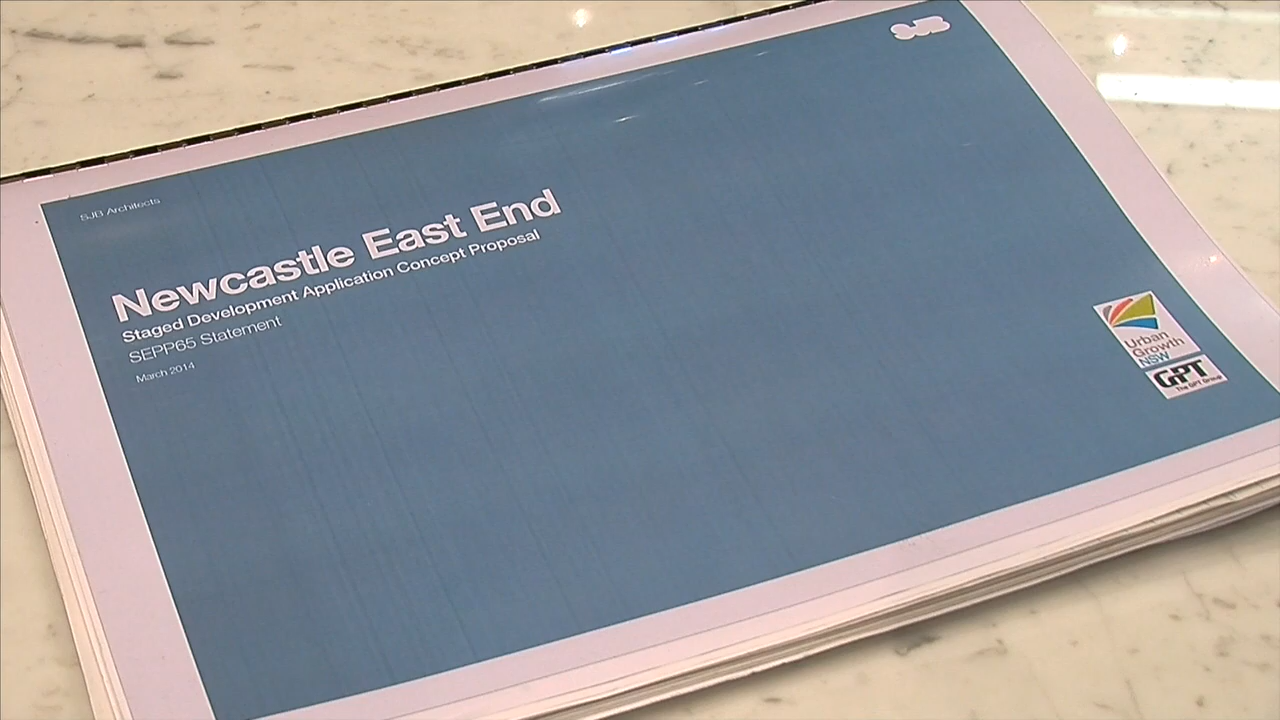 SJB
SJB Architects
Newcastle East End
Staged Development Application Concept Proposal
SEPP65 Statement
March 2014
Urban
Growth
NSW
GPT
The GPT Group